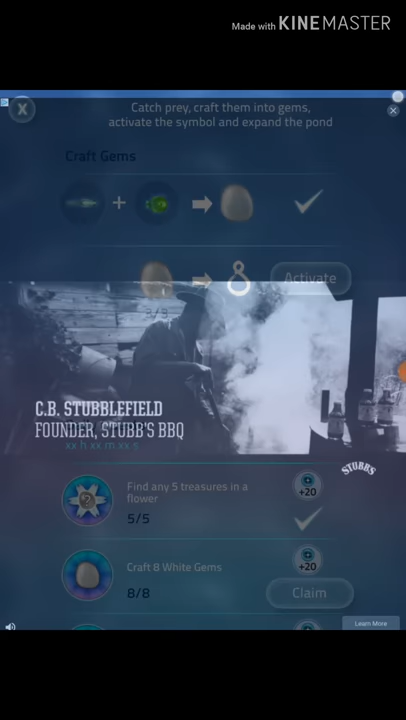 Made with KINEMASTER
X
Catch prey, craft them into gems,
activate the symbol and expand the pond
Craft Gems
+
8
Activate
C.B. STUBBLEFIELD
FOUNDER, STUBB'S BBQ
STUBB'S
Find any 5 treasures in a
flower
5/5
+20
Craft 8 White Gems
8/8
+20
Claim
Learn More